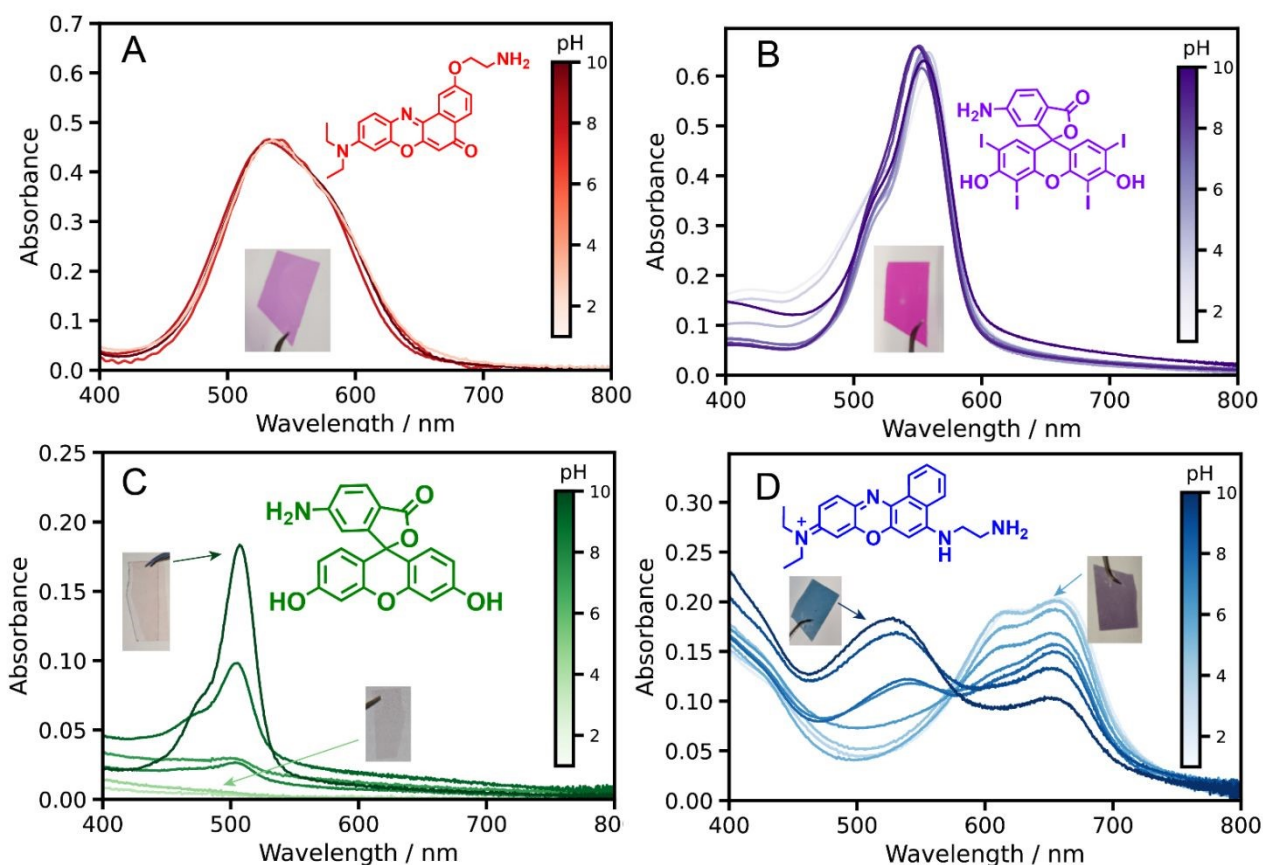 A
0.7
0.6
0.5
0.4
0.3
0.2
0.1
0.0
Absorbance
400 500 600 700 800
Wavelength / nm
pH
10
8
6
4
2
NH₂
O
N
N
O
O
B
0.6
0.5
0.4
0.3
0.2
0.1
0.0
Absorbance
400 500 600 700 800
Wavelength / nm
pH
10
8
6
4
2
H₂N
O
O
I
I
HO
O
OH
I
I
C
0.25
0.20
0.15
0.10
0.05
0.00
Absorbance
400 500 600 700 80
Wavelength / nm
pH
10
8
6
4
2
H₂N
O
O
HO
O
OH
D
0.30
0.25
0.20
0.15
0.10
0.05
0.00
Absorbance
400 500 600 700 800
Wavelength / nm
pH
10
8
6
4
2
N
+
N
O
N
H
NH₂